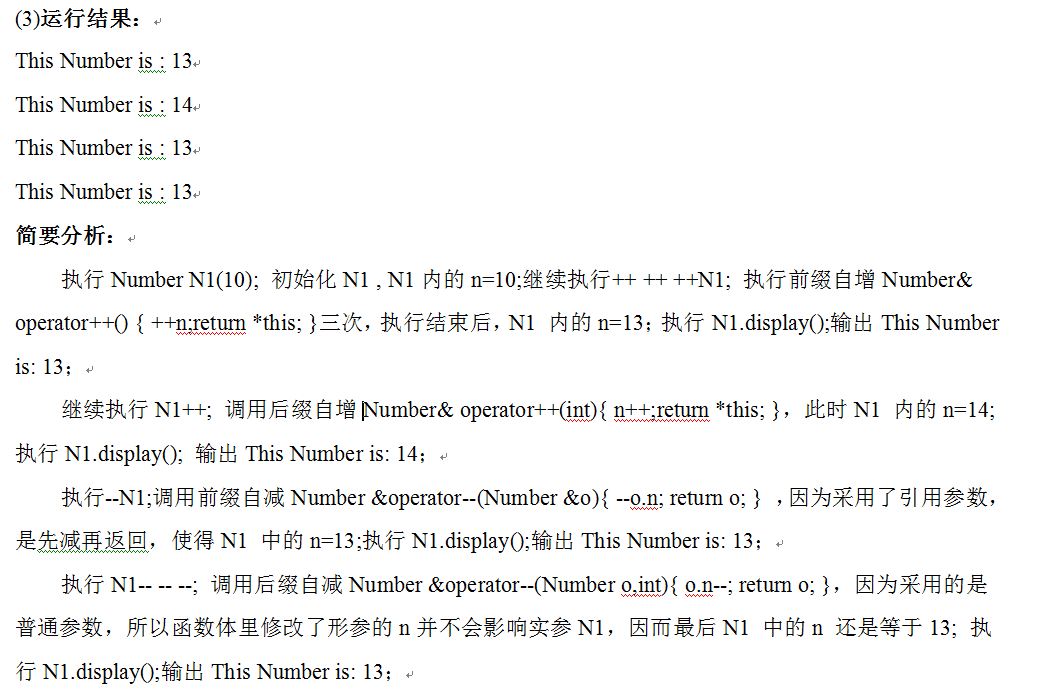 (3)运行结果：
This Number is : 13
This Number is : 14
This Number is : 13
This Number is : 13
简要分析：
执行 Number N1(10); 初始化 N1 , N1 内的 n=10;继续执行++ ++ ++N1; 执行前缀自增 Number&
operator++() { ++n;return *this; }三次，执行结束后，N1 内的 n=13；执行 N1.display();输出 This Number
is: 13；
继续执行 N1++; 调用后缀自增 Number& operator++(int){ n++;return *this; }，此时 N1 内的 n=14;
执行 N1.display(); 输出 This Number is: 14；
执行--N1;调用前缀自减 Number &operator--(Number &o){ --o.n; return o; } ，因为采用了引用参数，
是先减再返回，使得 N1 中的 n=13;执行 N1.display();输出 This Number is: 13；
执行 N1-- -- --; 调用后缀自减 Number &operator--(Number o,int){ o.n--; return o; }，因为采用的是
普通参数，所以函数体里修改了形参的 n 并不会影响实参 N1，因而最后 N1 中的 n 还是等于 13; 执
行 N1.display();输出 This Number is: 13；